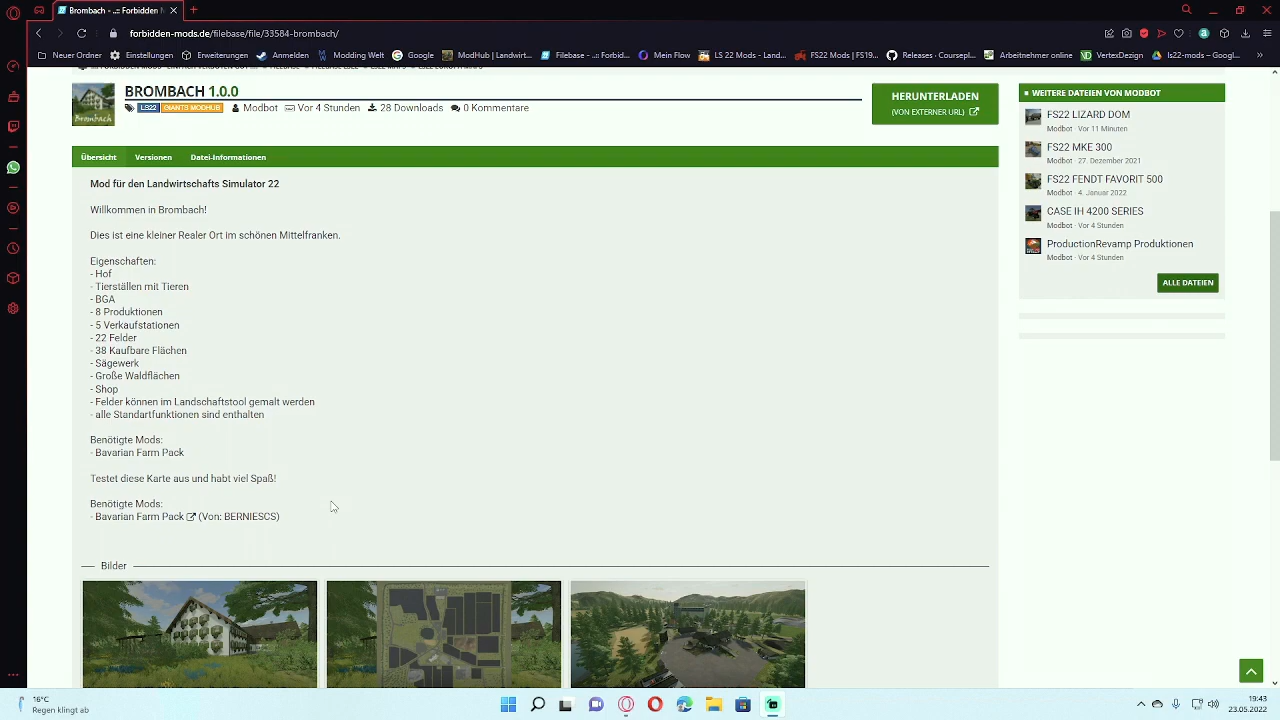 Brombach - ..:: Forbidden M
forbidden-mods.de/filebase/file/33584-brombach/
Neuer Ordner Einstellungen Erweiterungen Anmelden Modding Welt Google ModHub | Landwirt... Filebase - ..:: Forbid... Mein Flow LS 22 Mods - Land... FS22 Mods | FS19... Releases · Coursepl... Arbeitnehmer online VertexDesign ls22-mods – Googl...
BROMBACH 1.0.0
LS22 GIANTS MODHUB Modbot Vor 4 Stunden 28 Downloads 0 Kommentare
HERUNTERLADEN
(VON EXTERNER URL)
Übersicht Versionen Datei-Informationen
Mod für den Landwirtschafts Simulator 22
Willkommen in Brombach!
Dies ist eine kleiner Realer Ort im schönen Mittelfranken.
Eigenschaften:
- Hof
- Tierställen mit Tieren
- BGA
- 8 Produktionen
- 5 Verkaufstationen
- 22 Felder
- 38 Kaufbare Flächen
- Sägewerk
- Große Waldflächen
- Shop
- Felder können im Landschaftstool gemalt werden
- alle Standartfunktionen sind enthalten
Benötigte Mods:
- Bavarian Farm Pack
Testet diese Karte aus und habt viel Spaß!
Benötigte Mods:
- Bavarian Farm Pack (Von: BERNIESCS)
Bilder
WEITERE DATEIEN VON MODBOT
FS22 LIZARD DOM
Modbot · Vor 11 Minuten
FS22 MKE 300
Modbot · 27. Dezember 2021
FS22 FENDT FAVORIT 500
Modbot · 4. Januar 2022
CASE IH 4200 SERIES
Modbot · Vor 4 Stunden
ProductionRevamp Produktionen
Modbot · Vor 4 Stunden
ALLE DATEIEN
Brombach
16°C
Regen klingt ab
19:43
23.05.2022